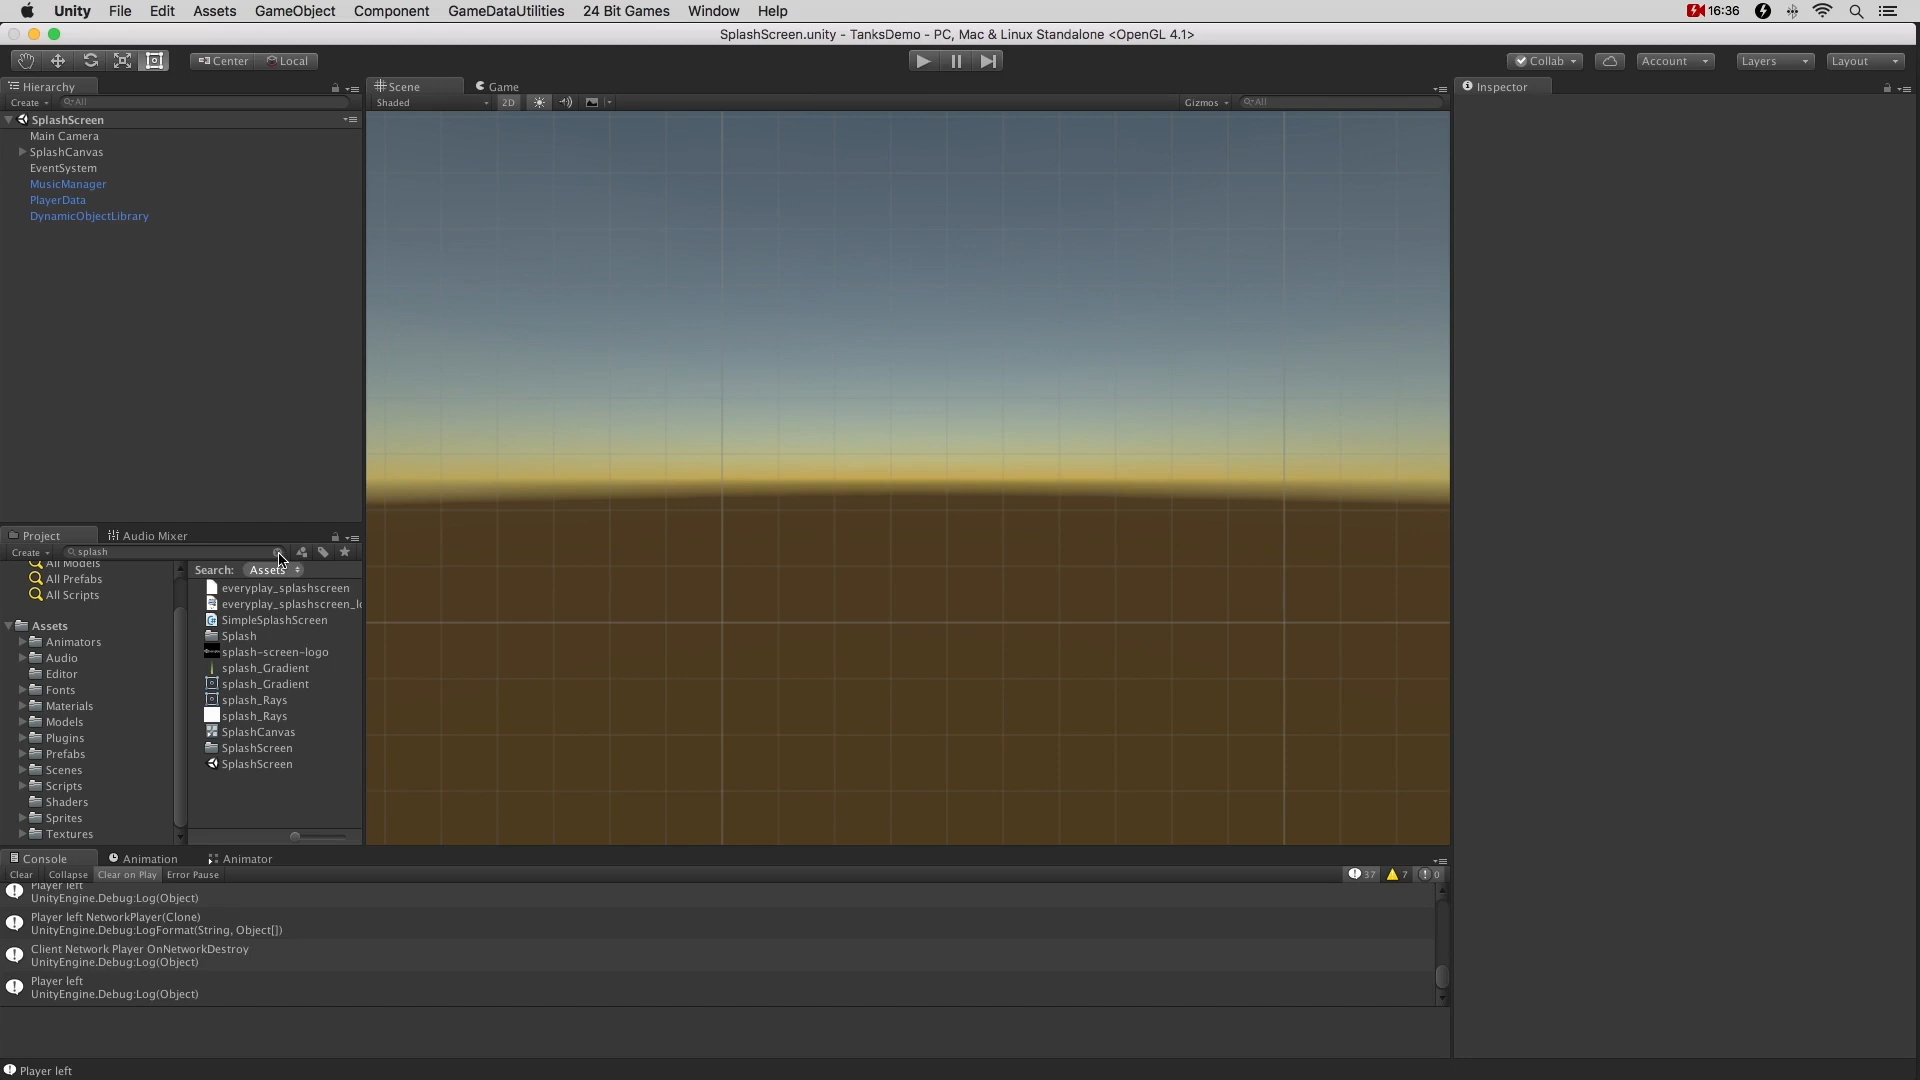 Unity File Edit Assets GameObject Component GameDataUtilities 24 Bit Games Window Help 16:36
SplashScreen.unity - TanksDemo - PC, Mac & Linux Standalone <OpenGL 4.1>
Center Local Collab Account Layers Layout
Hierarchy Scene Game Inspector
Create All Shaded 2D Gizmos All
SplashScreen
Main Camera
SplashCanvas
EventSystem
MusicManager
PlayerData
DynamicObjectLibrary
Project Audio Mixer
Create splash
All Models
All Prefabs
All Scripts
Assets
Animators
Audio
Editor
Fonts
Materials
Models
Plugins
Prefabs
Scenes
Scripts
Shaders
Sprites
Textures
Search: Assets
everyplay_splashscreen
everyplay_splashscreen_l
SimpleSplashScreen
Splash
splash-screen-logo
splash_Gradient
splash_Gradient
splash_Rays
splash_Rays
SplashCanvas
SplashScreen
SplashScreen
Console Animation Animator
Clear Collapse Clear on Play Error Pause 37 7 0
Player left
UnityEngine.Debug:Log(Object)
Player left NetworkPlayer(Clone)
UnityEngine.Debug:LogFormat(String, Object[])
Client Network Player OnNetworkDestroy
UnityEngine.Debug:Log(Object)
Player left
UnityEngine.Debug:Log(Object)
Player left